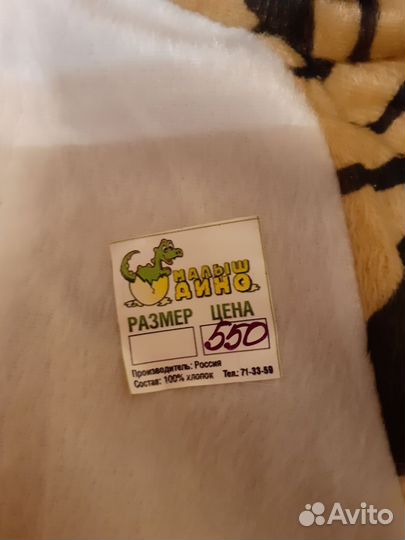 МАЛЫШ
ДИНО
РАЗМЕР ЦЕНА
550
Производитель: Россия
Состав: 100% хлопок Тел.: 71-33-59
Avito